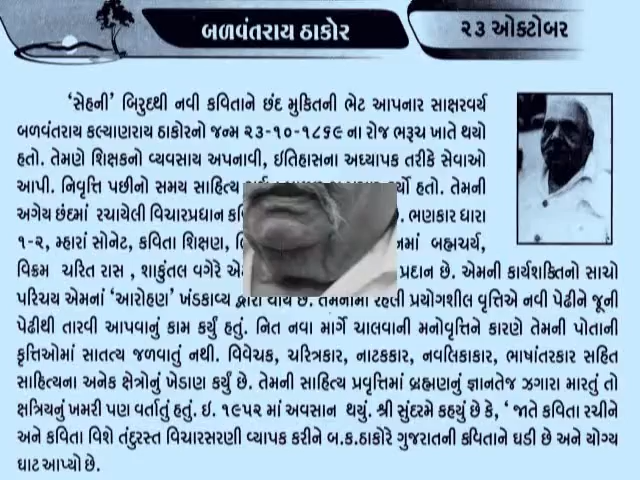 બળવંતરાય ઠાકોર
૨૩ ઓક્ટોબર
'સેહની' બિરુદથી નવી કવિતાને છંદ મુક્તિની ભેટ આપનાર સાક્ષરવર્ય
બળવંતરાય કલ્યાણરાય ઠાકોરનો જન્મ ૨૩-૧૦-૧૮૬૯ ના રોજ ભરૂચ ખાતે થયો
હતો. તેમણે શિક્ષકનો વ્યવસાય અપનાવી, ઇતિહાસના અધ્યાપક તરીકે સેવાઓ
આપી. નિવૃત્તિ પછીનો સમય સાહિત્ય કર્યો હતો. તેમની
અગેય છંદમાં રચાયેલી વિચારપ્રધાન ભણકાર ધારા
૧-૨, મ્હારાં સોનેટ, કવિતા શિક્ષણ, બ્રહ્મચર્ય,
વિક્રમ ચરિત રાસ , શાકુંતલ વગેરે પ્રદાન છે. એમની કાર્યશક્તિનો સાચો
પરિચય એમનાં 'આરોહણ' ખંડકાવ્ય દ્વારા થાય છે. તેમનામાં રહેલી પ્રયોગશીલ વૃત્તિએ નવી પેઢીને જૂની
પેઢીથી તારવી આપવાનું કામ કર્યું હતું. નિત નવા માર્ગે ચાલવાની મનોવૃત્તિને કારણે તેમની પોતાની
કૃત્તિઓમાં સાતત્ય જળવાતું નથી. વિવેચક, ચરિત્રકાર, નાટકકાર, નવલિકાકાર, ભાષાંતરકાર સહિત
સાહિત્યના અનેક ક્ષેત્રોનું ખેડાણ કર્યું છે. તેમની સાહિત્ય પ્રવૃત્તિમાં બ્રહ્મણનું જ્ઞાનતેજ ઝગારા મારતું તો
ક્ષત્રિયનું ખમરી પણ વર્તાતું હતું. ઇ. ૧૯૫૨ માં અવસાન થયું. શ્રી સુંદરમે કહ્યું છે કે, ' જાતે કવિતા રચીને
અને કવિતા વિશે તંદુરસ્ત વિચારસરણી વ્યાપક કરીને બ.ક.ઠાકોરે ગુજરાતની કવિતાને ઘડી છે અને યોગ્ય
ઘાટ આપ્યો છે.